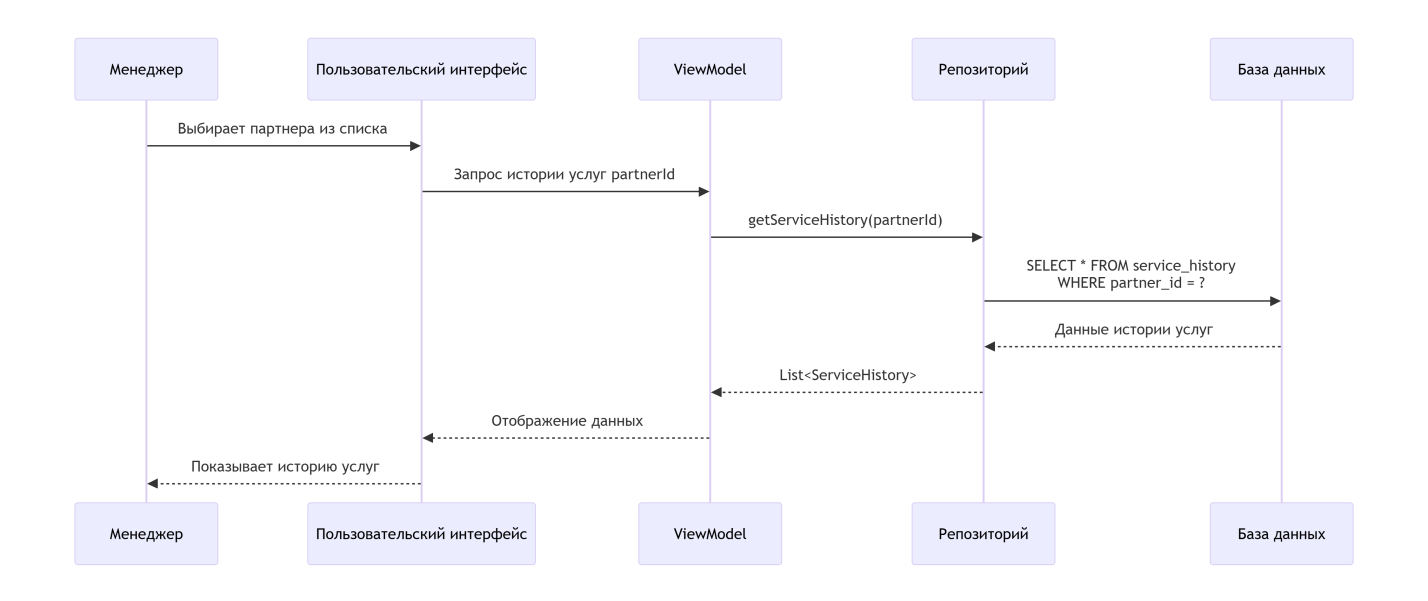 Менеджер
Пользовательский интерфейс
ViewModel
Репозиторий
База данных
Выбирает партнера из списка
Запрос истории услуг partnerId
getServiceHistory(partnerId)
SELECT * FROM service_history
WHERE partner_id = ?
Данные истории услуг
List<ServiceHistory>
Отображение данных
Показывает историю услуг
Менеджер
Пользовательский интерфейс
ViewModel
Репозиторий
База данных